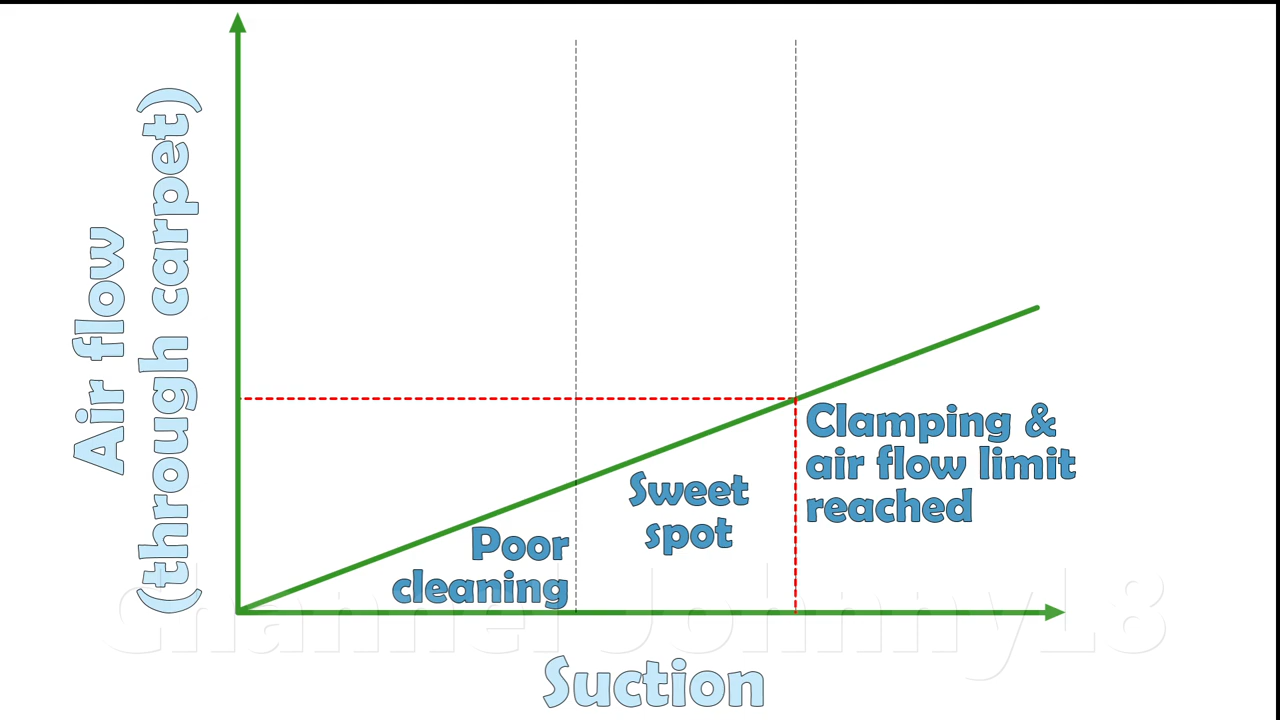 Air flow
(through carpet)
Poor
cleaning
Sweet
spot
Clamping &
air flow limit
reached
Suction
Channel Johnny18